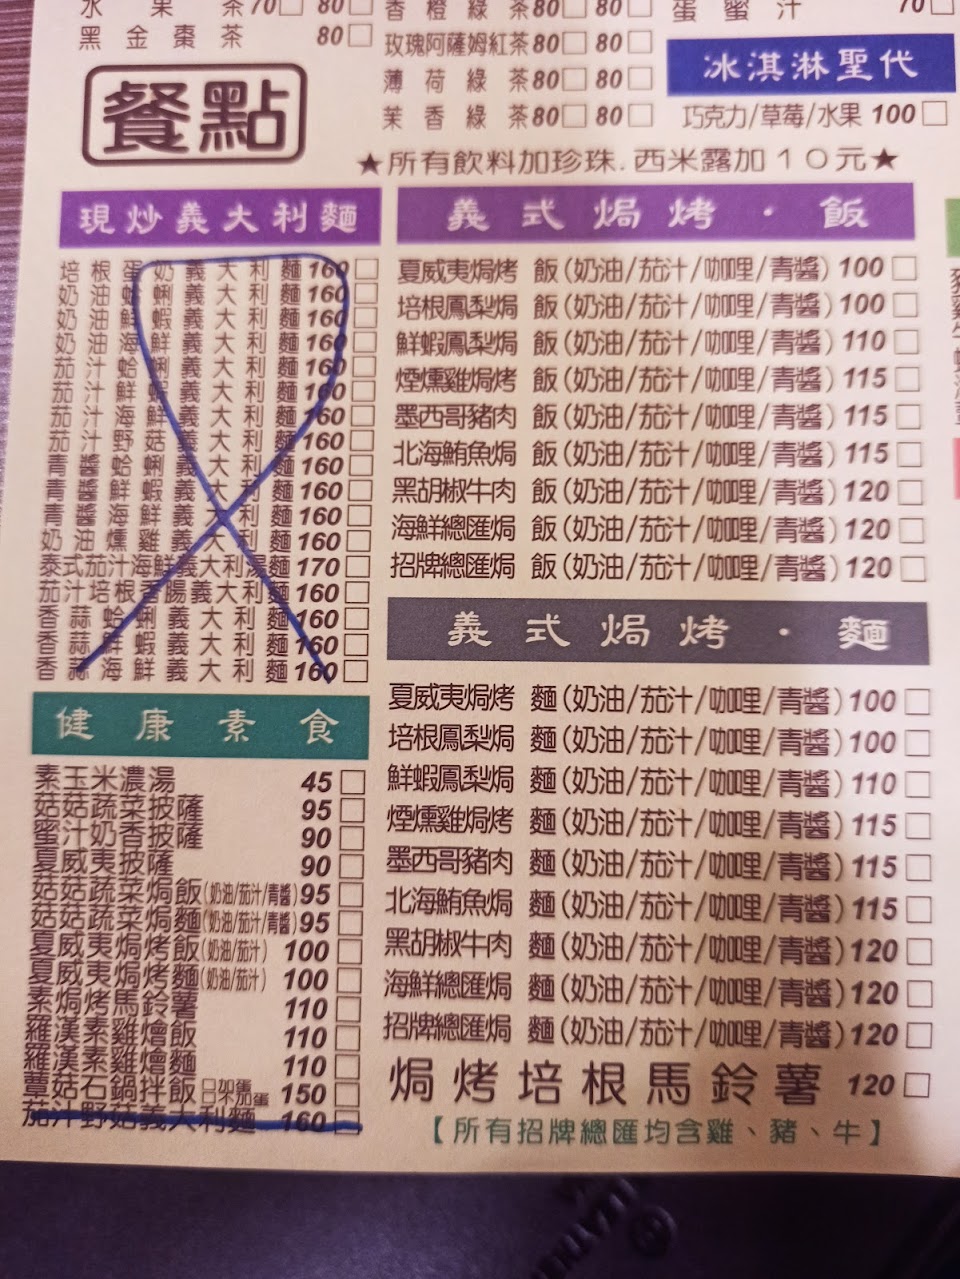 水果茶70□ 80□
黑金棗茶 80□
香橙綠茶80□ 80□
玫瑰阿薩姆紅茶80□ 80□
薄荷綠茶80□ 80□
茉香綠茶80□ 80□
蛋蜜汁 70□
冰淇淋聖代
巧克力/草莓/水果 100□
餐點
★所有飲料加珍珠.西米露加10元★
現炒義大利麵
培根蛋奶義大利麵160□
奶油蛤蜊義大利麵160□
奶油鮮蝦義大利麵160□
奶油海鮮義大利麵160□
茄汁蛤蜊義大利麵160□
茄汁鮮蝦義大利麵160□
茄汁海鮮義大利麵160□
茄汁野菇義大利麵160□
青醬蛤蜊義大利麵160□
青醬鮮蝦義大利麵160□
青醬海鮮義大利麵160□
奶油燻雞義大利麵160□
泰式茄汁海鮮義大利湯麵170□
茄汁培根香腸義大利麵160□
香蒜蛤蜊義大利麵160□
香蒜鮮蝦義大利麵160□
香蒜海鮮義大利麵160□
健康素食
素玉米濃湯 45□
菇菇蔬菜披薩 95□
蜜汁奶香披薩 90□
夏威夷披薩 90□
菇菇蔬菜焗飯(奶油/茄汁/青醬)95□
菇菇蔬菜焗麵(奶油/茄汁/青醬)95□
夏威夷焗烤飯(奶油/茄汁) 100□
夏威夷焗烤麵(奶油/茄汁) 100□
素焗烤馬鈴薯 110□
羅漢素雞燴飯 110□
羅漢素雞燴麵 110□
蕈菇石鍋拌飯 □加蛋 □不加蛋 150□
茄汁野菇義大利麵 160□
義式焗烤・飯
夏威夷焗烤 飯(奶油/茄汁/咖哩/青醬)100□
培根鳳梨焗 飯(奶油/茄汁/咖哩/青醬)100□
鮮蝦鳳梨焗 飯(奶油/茄汁/咖哩/青醬)110□
煙燻雞焗烤 飯(奶油/茄汁/咖哩/青醬)115□
墨西哥豬肉 飯(奶油/茄汁/咖哩/青醬)115□
北海鮪魚焗 飯(奶油/茄汁/咖哩/青醬)115□
黑胡椒牛肉 飯(奶油/茄汁/咖哩/青醬)120□
海鮮總匯焗 飯(奶油/茄汁/咖哩/青醬)120□
招牌總匯焗 飯(奶油/茄汁/咖哩/青醬)120□
義式焗烤・麵
夏威夷焗烤 麵(奶油/茄汁/咖哩/青醬)100□
培根鳳梨焗 麵(奶油/茄汁/咖哩/青醬)100□
鮮蝦鳳梨焗 麵(奶油/茄汁/咖哩/青醬)110□
煙燻雞焗烤 麵(奶油/茄汁/咖哩/青醬)115□
墨西哥豬肉 麵(奶油/茄汁/咖哩/青醬)115□
北海鮪魚焗 麵(奶油/茄汁/咖哩/青醬)115□
黑胡椒牛肉 麵(奶油/茄汁/咖哩/青醬)120□
海鮮總匯焗 麵(奶油/茄汁/咖哩/青醬)120□
招牌總匯焗 麵(奶油/茄汁/咖哩/青醬)120□
焗烤培根馬鈴薯 120□
【所有招牌總匯均含雞、豬、牛】